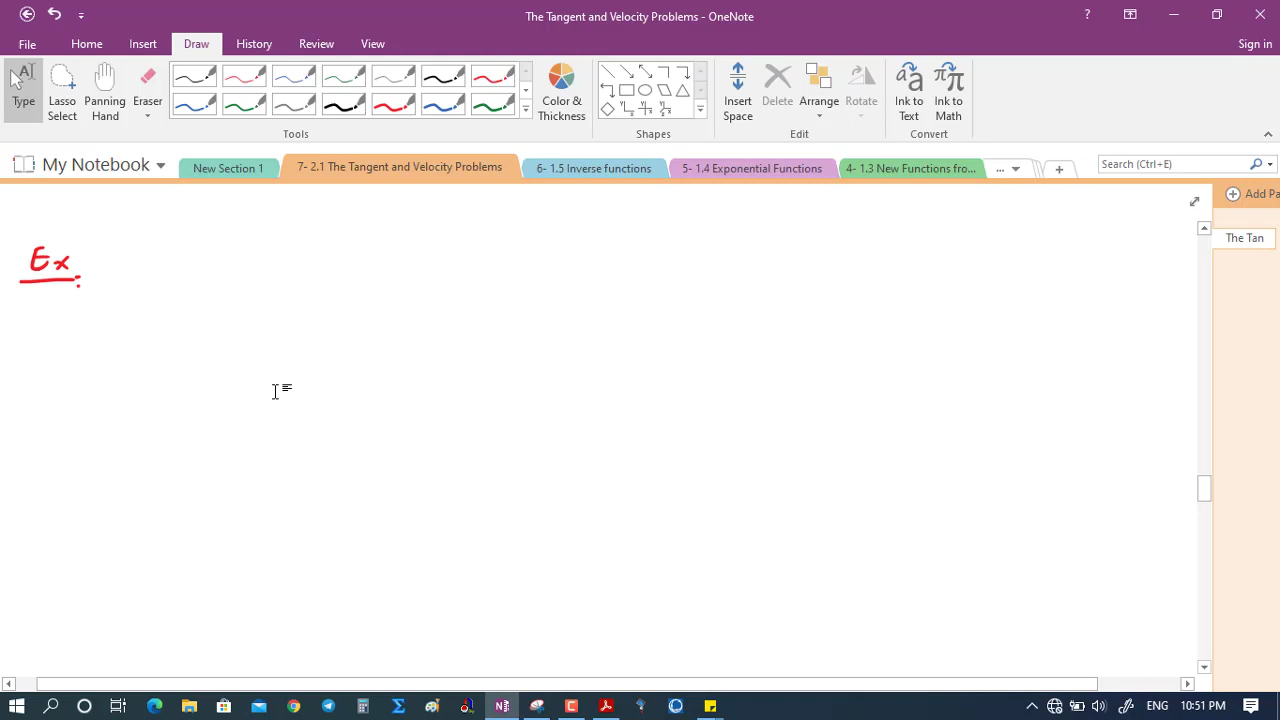 The Tangent and Velocity Problems - OneNote
?
File Home Insert Draw History Review View
Sign in
Type
Lasso Select
Panning Hand
Eraser
Color & Thickness
Insert Space
Delete
Arrange
Rotate
Ink to Text
Ink to Math
Tools Shapes Edit Convert
My Notebook
New Section 1
7- 2.1 The Tangent and Velocity Problems
6- 1.5 Inverse functions
5- 1.4 Exponential Functions
4- 1.3 New Functions fro...
...
Search (Ctrl+E)
Add Pa
The Tan
Ex:
ENG 10:51 PM